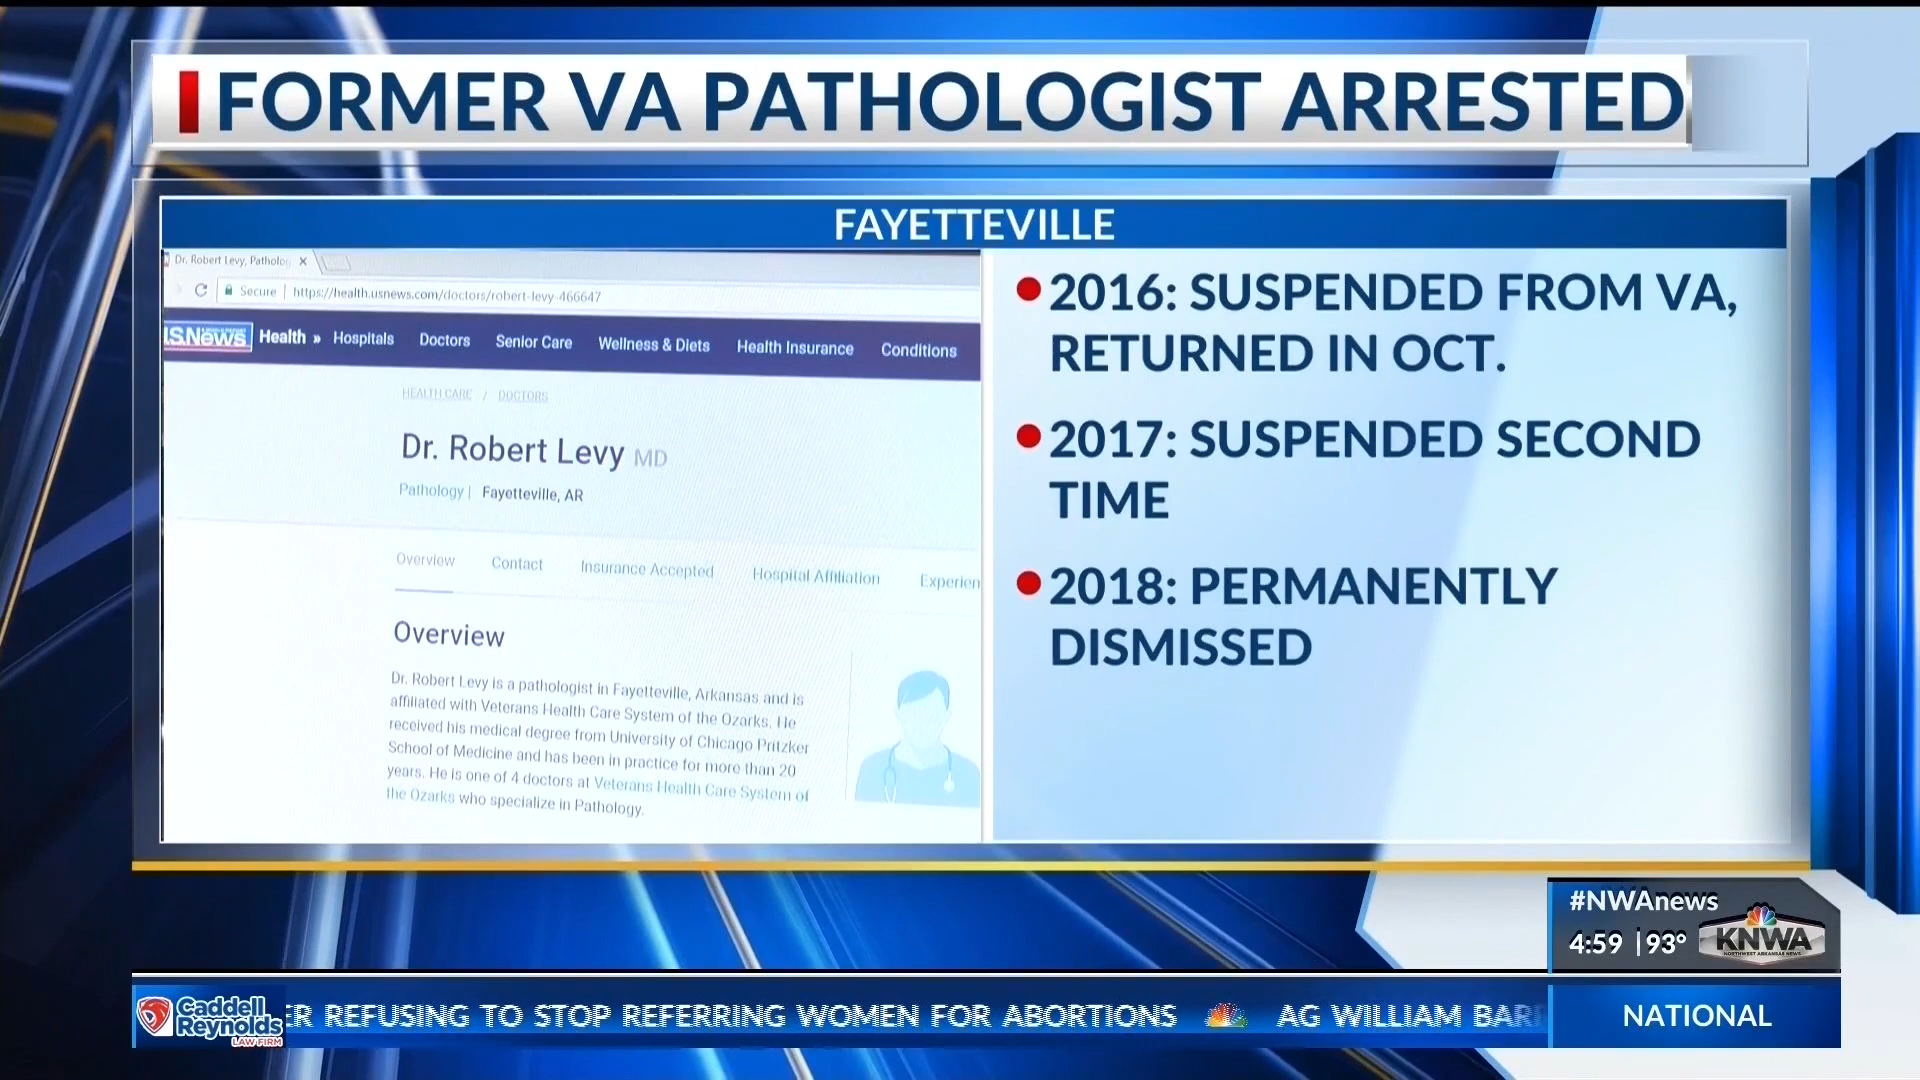 FORMER VA PATHOLOGIST ARRESTED
FAYETTEVILLE
Dr. Robert Levy, Patholog
Secure | https://health.usnews.com/doctors/robert-levy-466647
.S.News Health » Hospitals Doctors Senior Care Wellness & Diets Health Insurance Conditions
HEALTH CARE / DOCTORS
Dr. Robert Levy MD
Pathology | Fayetteville, AR
Overview Contact Insurance Accepted Hospital Affiliation Experien
Overview
Dr. Robert Levy is a pathologist in Fayetteville, Arkansas and is
affiliated with Veterans Health Care System of the Ozarks. He
received his medical degree from University of Chicago Pritzker
School of Medicine and has been in practice for more than 20
years. He is one of 4 doctors at Veterans Health Care System of
the Ozarks who specialize in Pathology.
2016: SUSPENDED FROM VA,
RETURNED IN OCT.
2017: SUSPENDED SECOND
TIME
2018: PERMANENTLY
DISMISSED
#NWAnews
4:59 | 93°
KNWA
NORTHWEST ARKANSAS NEWS
Caddell
Reynolds
LAW FIRM
ER REFUSING TO STOP REFERRING WOMEN FOR ABORTIONS AG WILLIAM BAR
NATIONAL